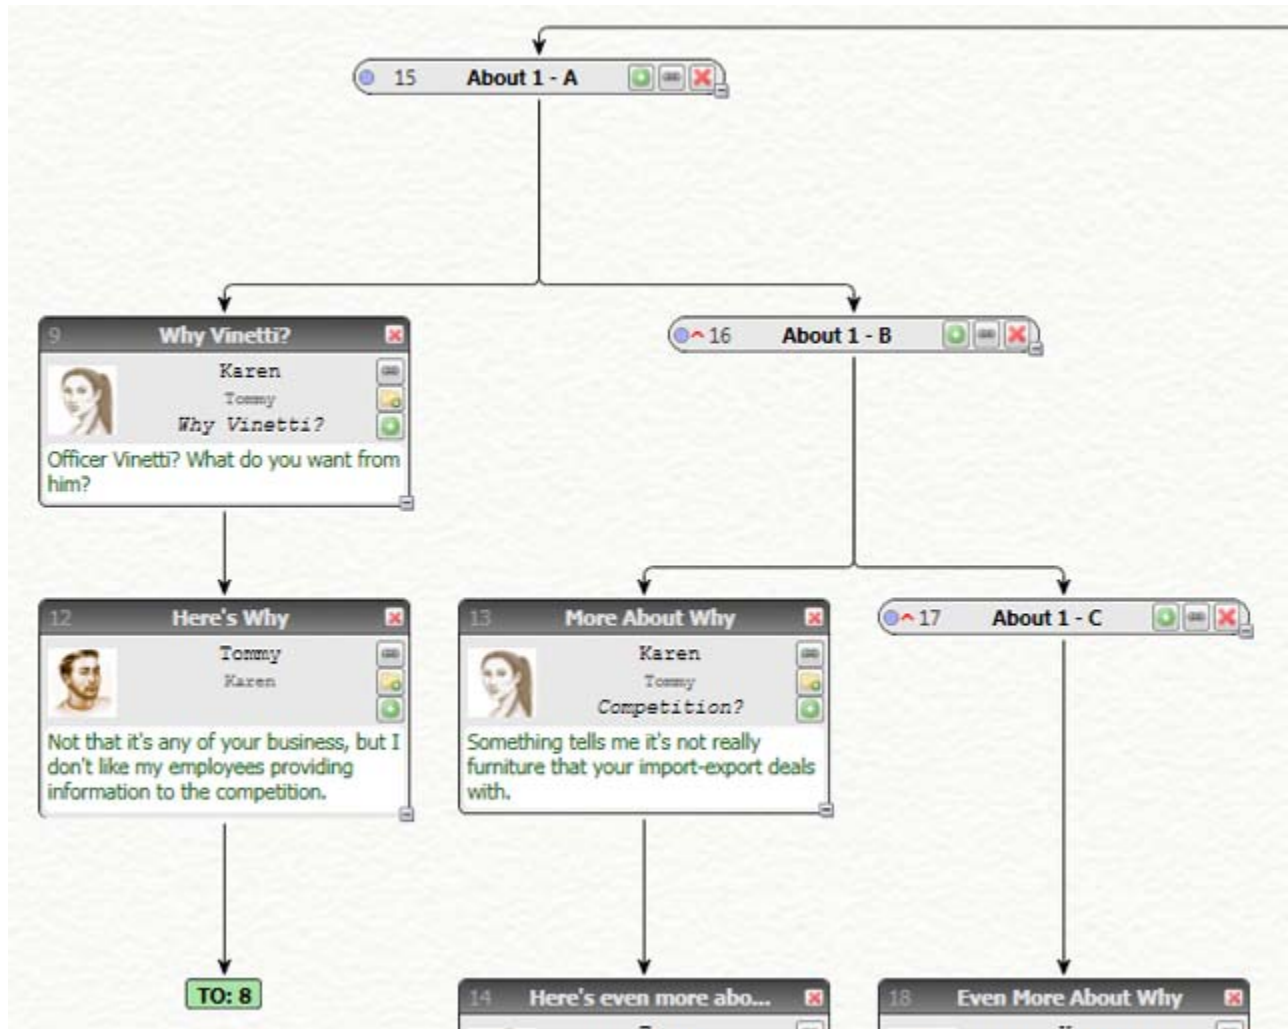 15 About 1 - A
9 Why Vinetti?
Karen
Tommy
Why Vinetti?
Officer Vinetti? What do you want from
him?
16 About 1 - B
12 Here's Why
Tommy
Karen
Not that it's any of your business, but I
don't like my employees providing
information to the competition.
13 More About Why
Karen
Tommy
Competition?
Something tells me it's not really
furniture that your import-export deals
with.
17 About 1 - C
TO: 8
14 Here's even more abo...
18 Even More About Why